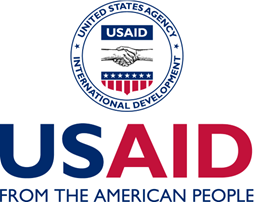 UNITED STATES AGENCY
USAID
INTERNATIONAL DEVELOPMENT
USAID
FROM THE AMERICAN PEOPLE